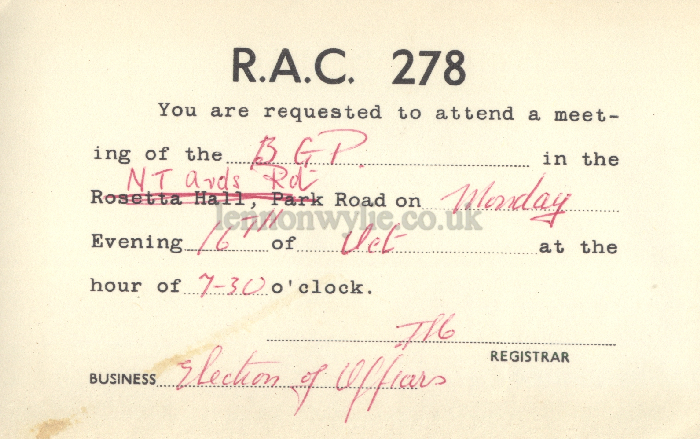 R.A.C. 278
You are requested to attend a meet-
ing of the B G P. in the
N T Ards Rd
Rosetta Hall, Park Road on Monday
lennonwylie.co.uk
Evening 16TH of Oct at the
hour of 7-30 o'clock.
REGISTRAR
BUSINESS Election of Officers